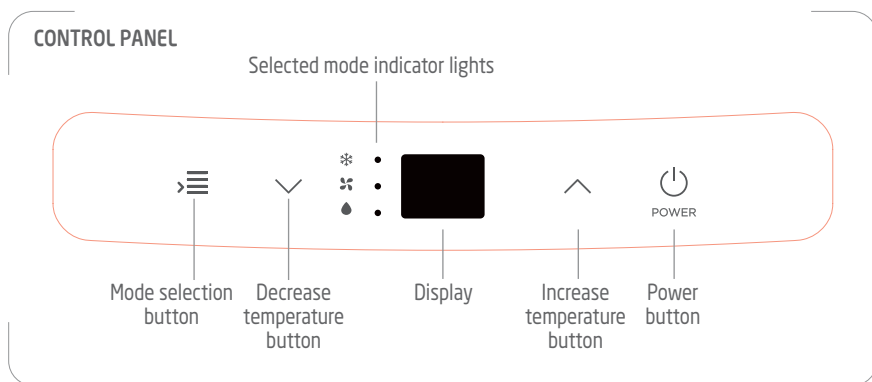 CONTROL PANEL
Selected mode indicator lights
POWER
Mode selection
button
Decrease
temperature
button
Display
Increase
temperature
button
Power
button